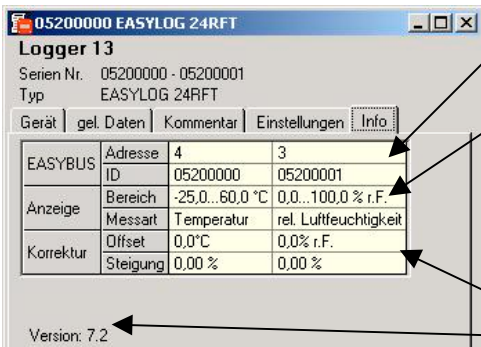 05200000 EASYLOG 24RFT
Logger 13
Serien Nr. 05200000 - 05200001
Typ EASYLOG 24RFT
Gerät gel. Daten Kommentar Einstellungen Info
EASYBUS Adresse 4 3
ID 05200000 05200001
Anzeige Bereich -25,0...60,0 °C 0,0...100,0 % r.F.
Messart Temperatur rel. Luftfeuchtigkeit
Korrektur Offset 0,0°C 0,0% r.F.
Steigung 0,00 % 0,00 %
Version: 7.2